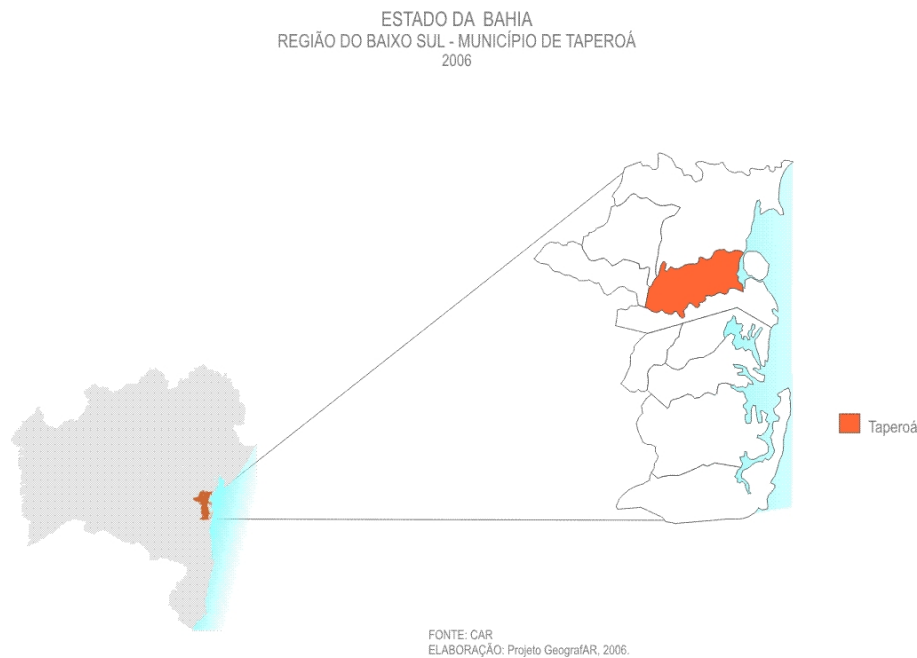 ESTADO DA BAHIA
REGIÃO DO BAIXO SUL - MUNICÍPIO DE TAPEROÁ
2006
Taperoá
FONTE: CAR
ELABORAÇÃO: Projeto GeografAR, 2006.